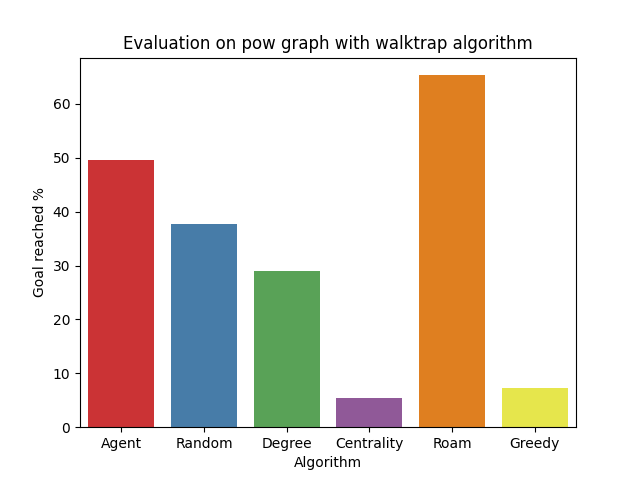 Evaluation on pow graph with walktrap algorithm
Goal reached %
60
50
40
30
20
10
0
Agent Random Degree Centrality Roam Greedy
Algorithm